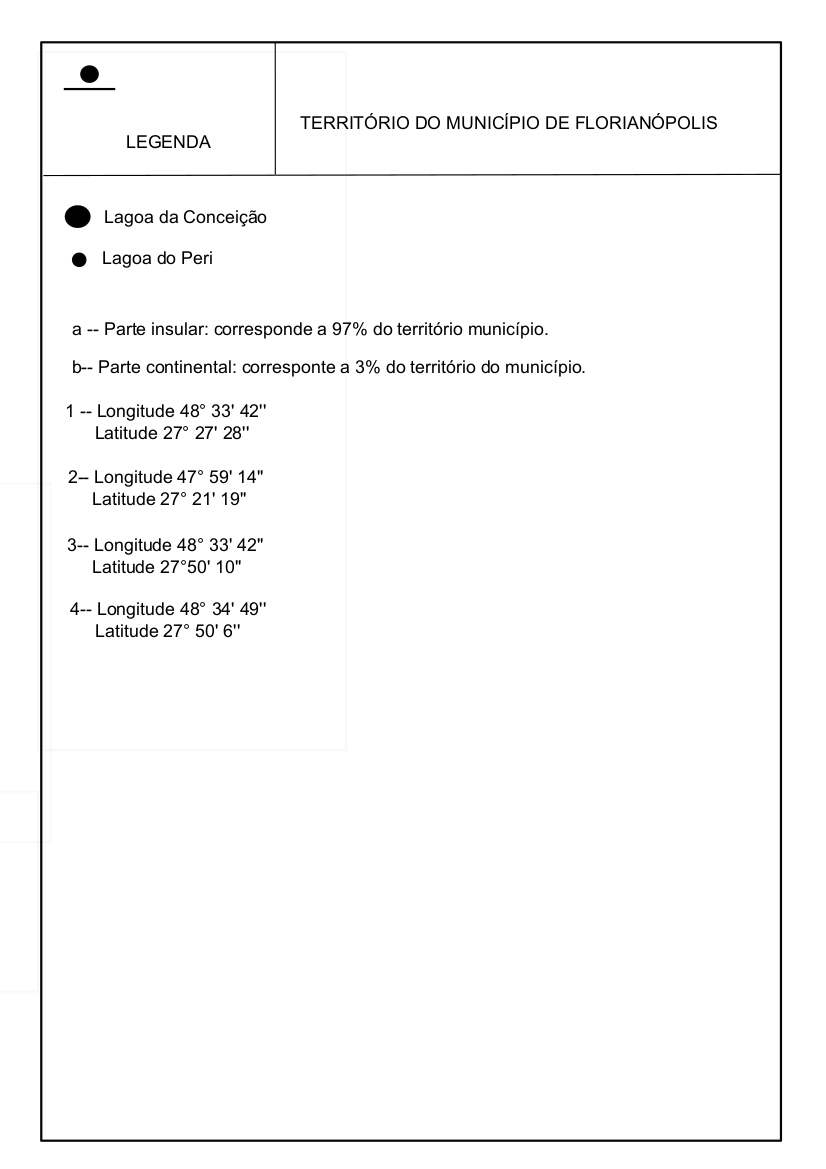 LEGENDA
TERRITÓRIO DO MUNICÍPIO DE FLORIANÓPOLIS
Lagoa da Conceição
Lagoa do Peri
a -- Parte insular: corresponde a 97% do território município.
b-- Parte continental: corresponte a 3% do território do município.
1 -- Longitude 48° 33' 42''
Latitude 27° 27' 28''
2-- Longitude 47° 59' 14"
Latitude 27° 21' 19"
3-- Longitude 48° 33' 42"
Latitude 27°50' 10"
4-- Longitude 48° 34' 49''
Latitude 27° 50' 6''